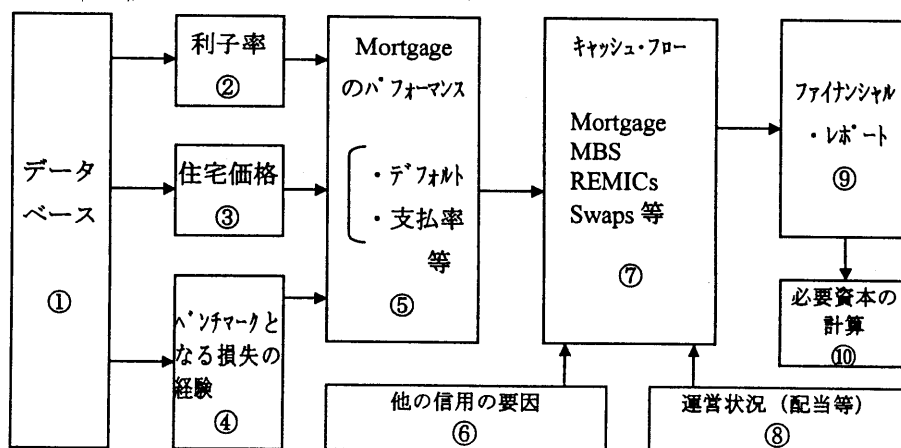 データ
ベース
①
利子率
②
住宅価格
③
ベンチマークと
なる損失の
経験
④
Mortgage
のパフォーマンス
・デフォルト
・支払率
等
⑤
他の信用の要因
⑥
キャッシュ・フロー
Mortgage
MBS
REMICs
Swaps 等
⑦
運営状況（配当等）
⑧
ファイナンシャル
・レポート
⑨
必要資本の
計算
⑩